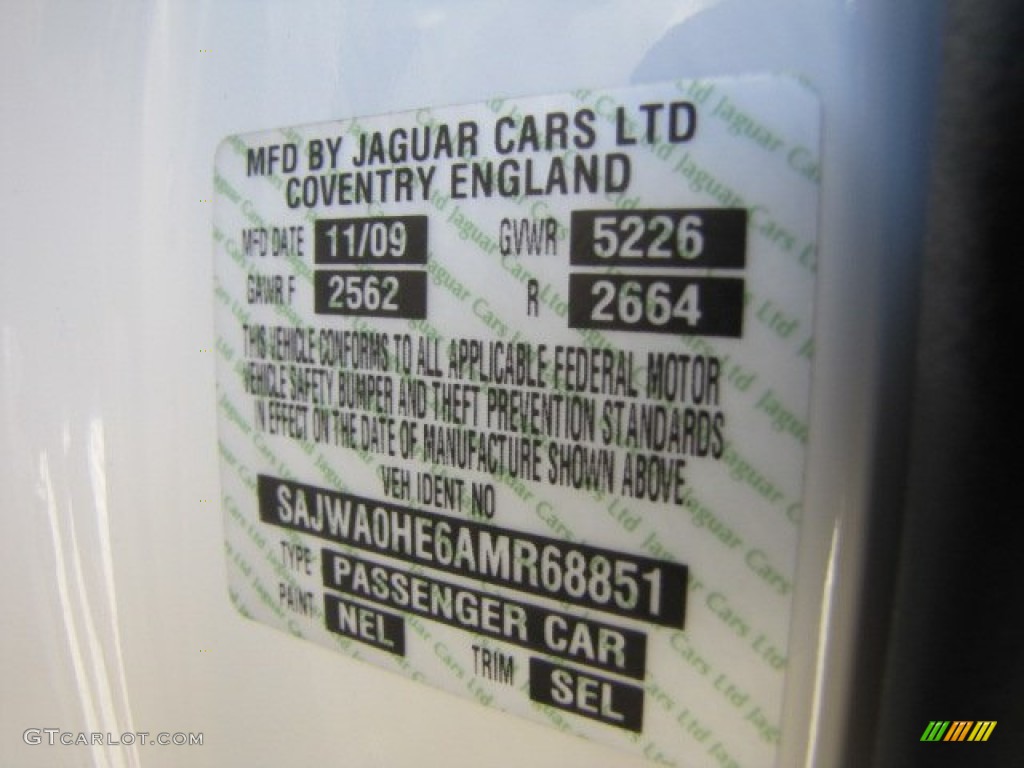 MFD BY JAGUAR CARS LTD
COVENTRY ENGLAND
MFD DATE 11/09 GVWR 5226
GAWR F 2562 R 2664
THIS VEHICLE CONFORMS TO ALL APPLICABLE FEDERAL MOTOR
VEHICLE SAFETY BUMPER AND THEFT PREVENTION STANDARDS
IN EFFECT ON THE DATE OF MANUFACTURE SHOWN ABOVE.
VEH IDENT NO
SAJWA0HE6AMR68851
TYPE PASSENGER CAR
PAINT NEL TRIM SEL
GTCARLOT.COM